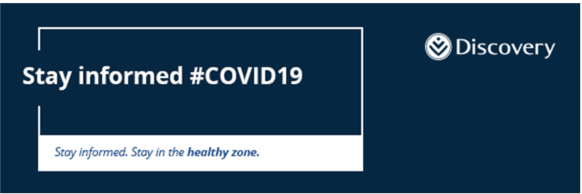 Discovery
Stay informed #COVID19
Stay informed. Stay in the healthy zone.